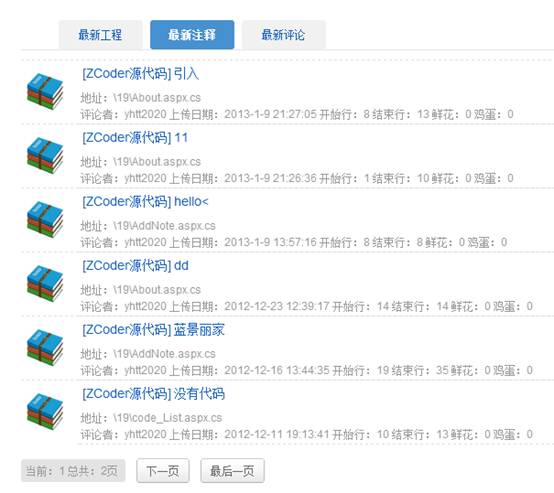 最新工程 最新注释 最新评论
[ZCoder源代码] 引入
地址：\19\About.aspx.cs
评论者：yhtt2020 上传日期：2013-1-9 21:27:05 开始行：8 结束行：13 鲜花：0 鸡蛋：0
[ZCoder源代码] 11
地址：\19\About.aspx.cs
评论者：yhtt2020 上传日期：2013-1-9 21:26:36 开始行：1 结束行：10 鲜花：0 鸡蛋：0
[ZCoder源代码] hello<
地址：\19\AddNote.aspx.cs
评论者：yhtt2020 上传日期：2013-1-9 13:57:16 开始行：8 结束行：8 鲜花：0 鸡蛋：0
[ZCoder源代码] dd
地址：\19\About.aspx.cs
评论者：yhtt2020 上传日期：2012-12-23 12:39:17 开始行：14 结束行：14 鲜花：0 鸡蛋：0
[ZCoder源代码] 蓝景丽家
地址：\19\AddNote.aspx.cs
评论者：yhtt2020 上传日期：2012-12-16 13:44:35 开始行：19 结束行：35 鲜花：0 鸡蛋：0
[ZCoder源代码] 没有代码
地址：\19\code_List.aspx.cs
评论者：yhtt2020 上传日期：2012-12-11 19:13:41 开始行：10 结束行：13 鲜花：0 鸡蛋：0
当前：1 总共：2页 下一页 最后一页